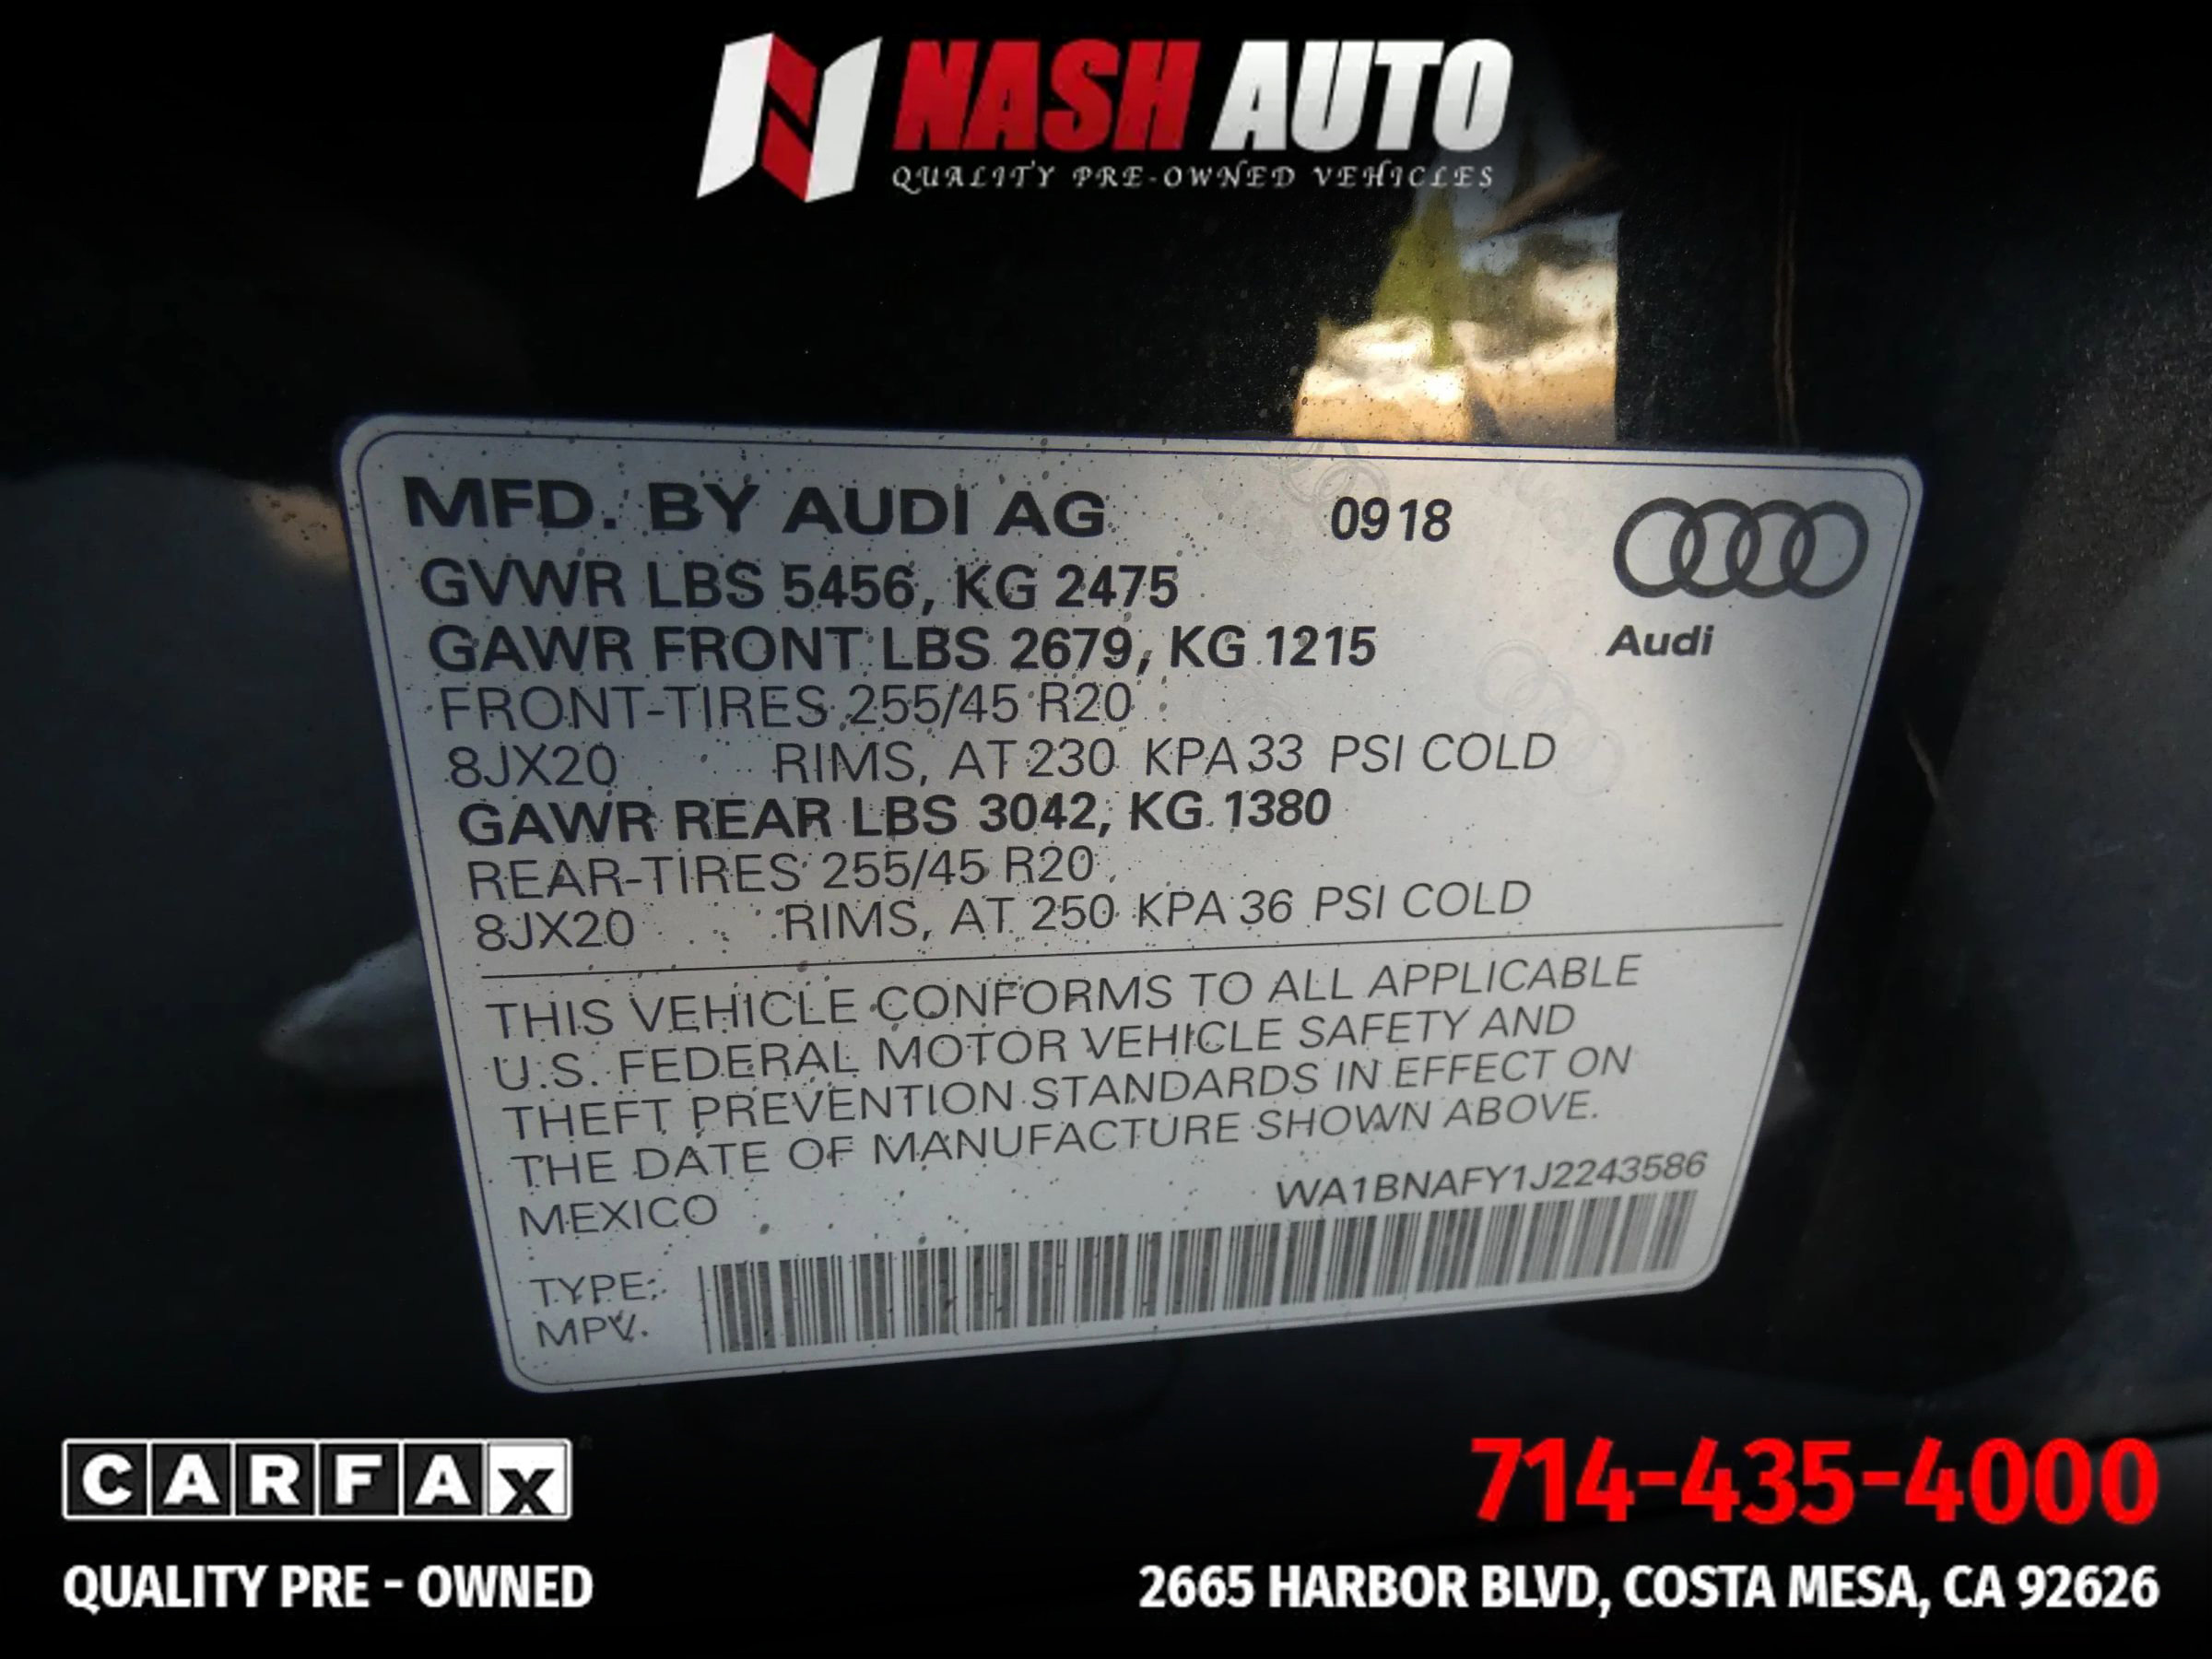 NASH AUTO
QUALITY PRE-OWNED VEHICLES
MFD. BY AUDI AG 0918
GVWR LBS 5456, KG 2475
GAWR FRONT LBS 2679, KG 1215
Audi
FRONT-TIRES 255/45 R20
8JX20 RIMS, AT 230 KPA 33 PSI COLD
GAWR REAR LBS 3042, KG 1380
REAR-TIRES 255/45 R20
8JX20 RIMS, AT 250 KPA 36 PSI COLD
THIS VEHICLE CONFORMS TO ALL APPLICABLE
U.S. FEDERAL MOTOR VEHICLE SAFETY AND
THEFT PREVENTION STANDARDS IN EFFECT ON
THE DATE OF MANUFACTURE SHOWN ABOVE.
MEXICO WA1BNAFY1J2243586
TYPE:
MPV.
CARFAX
QUALITY PRE - OWNED
714-435-4000
2665 HARBOR BLVD, COSTA MESA, CA 92626